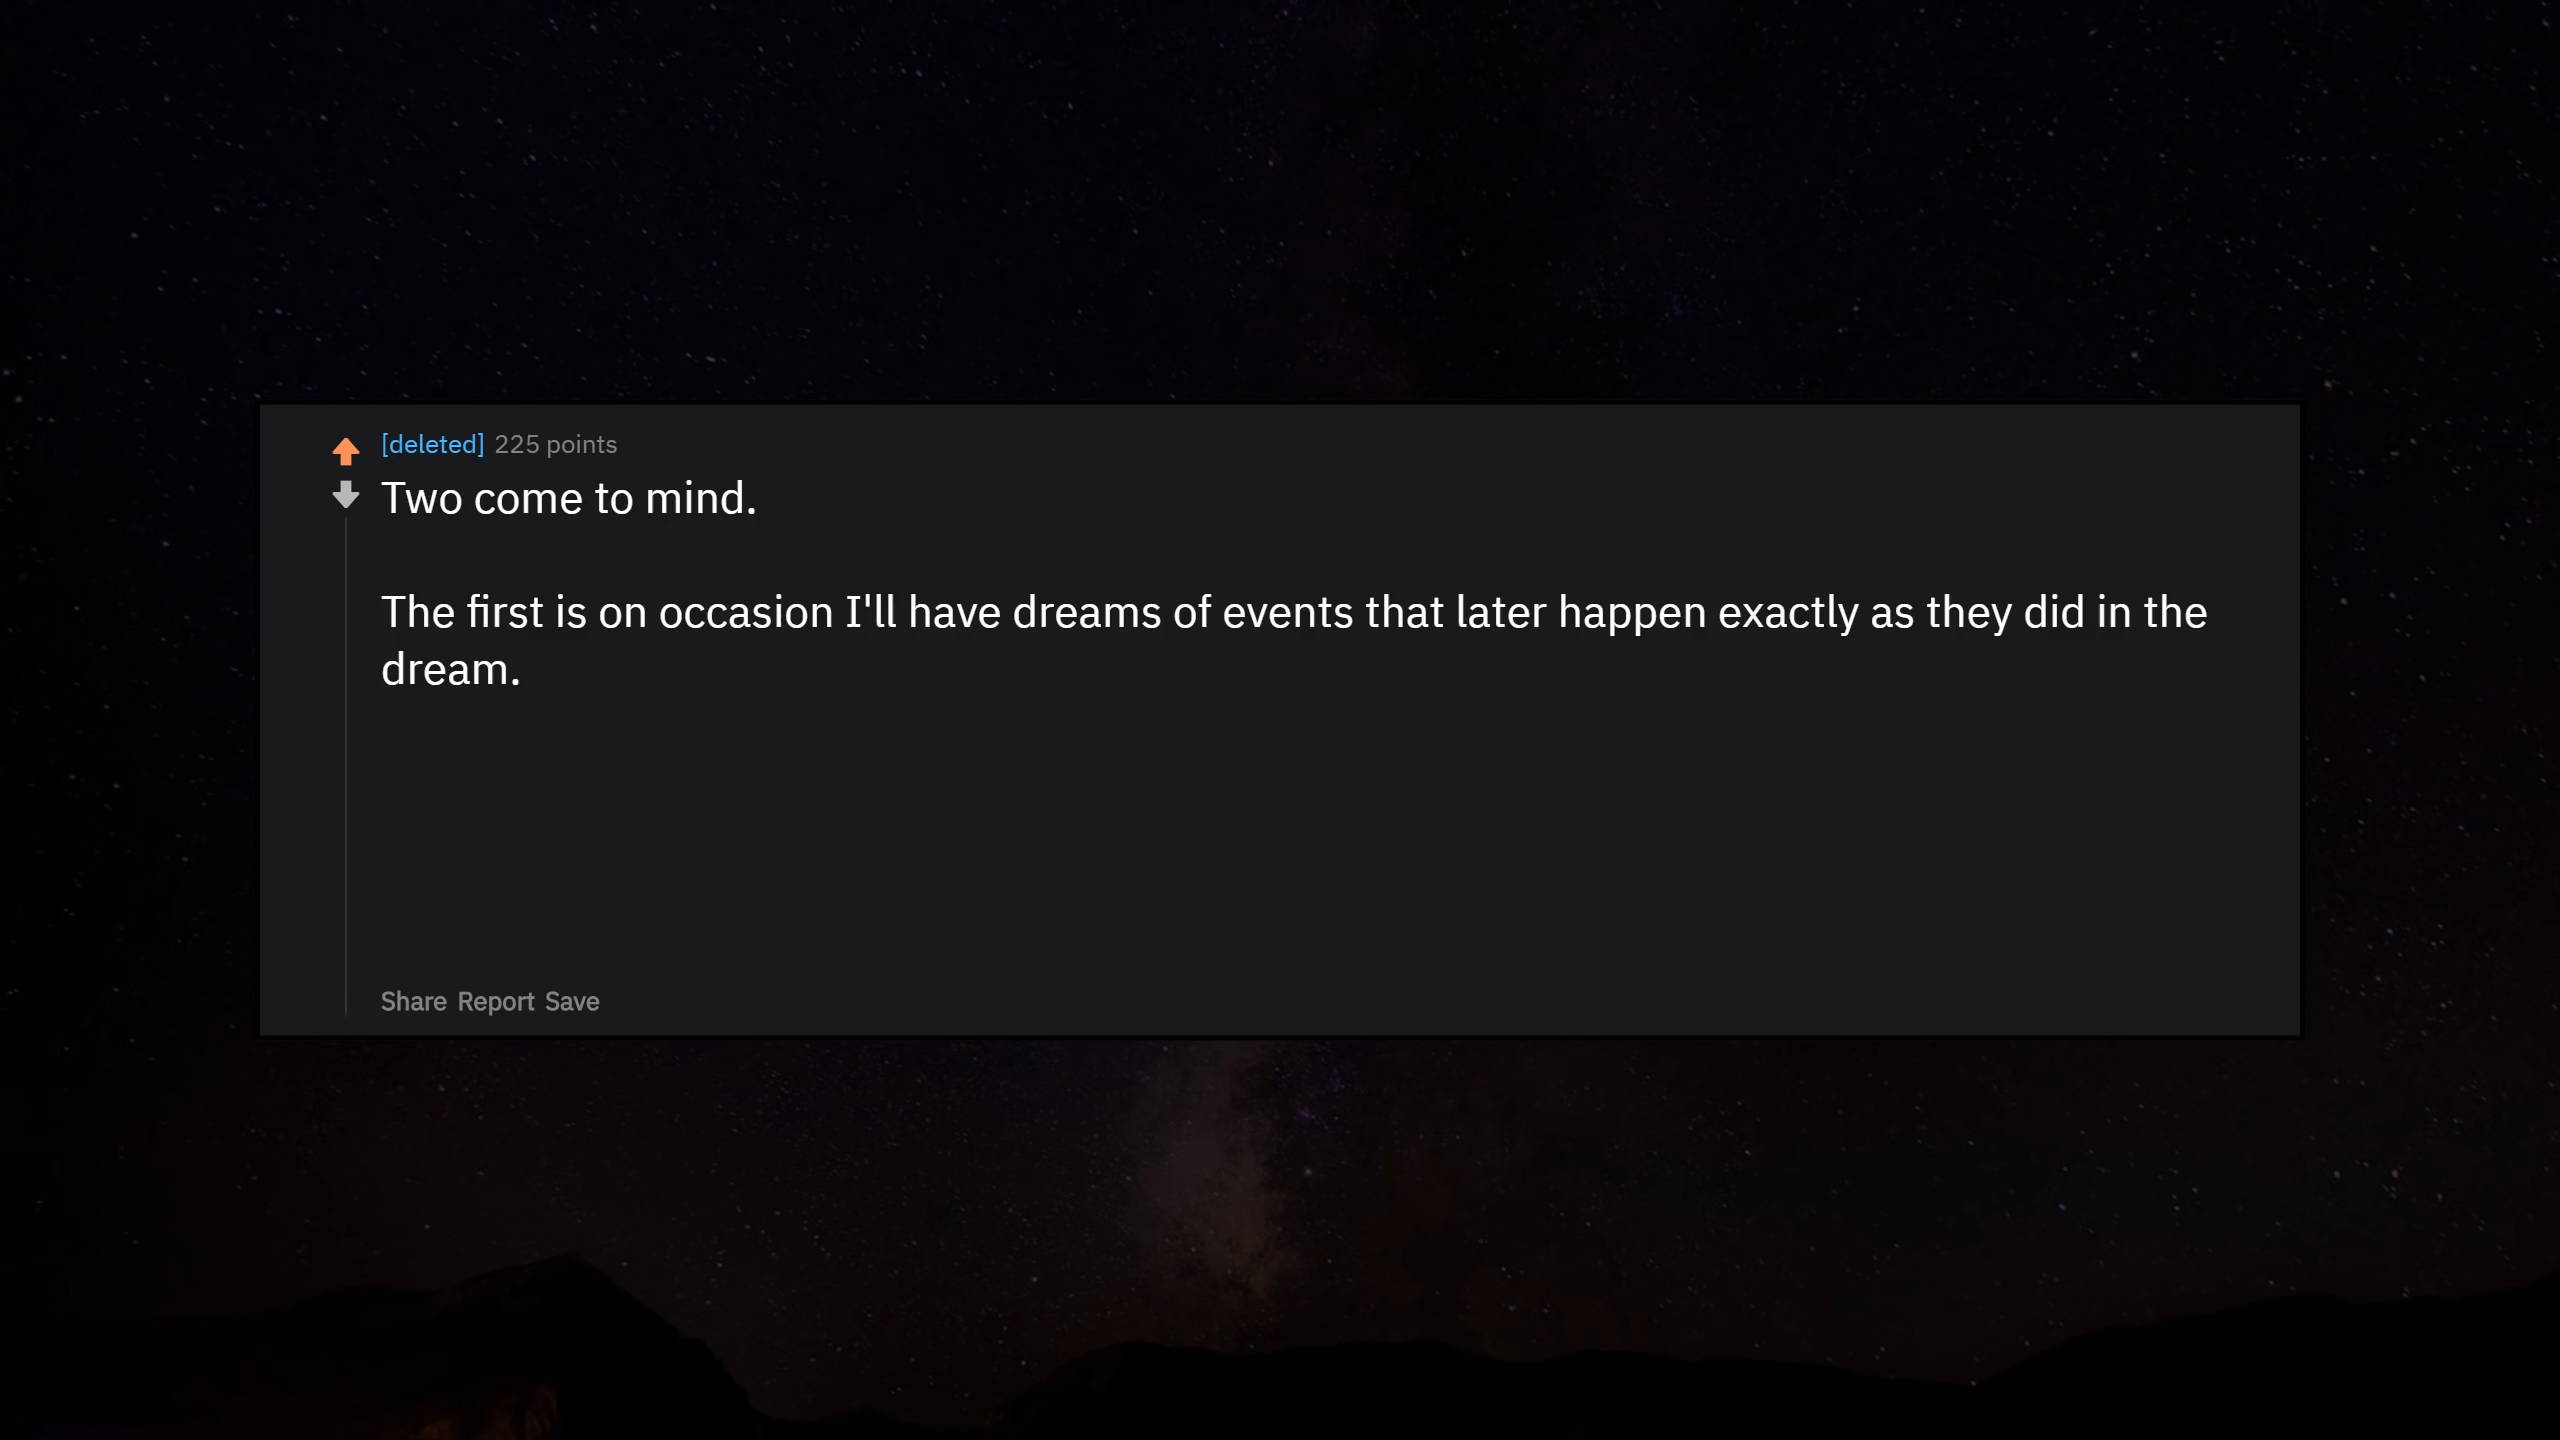 [deleted] 225 points
Two come to mind.
The first is on occasion I'll have dreams of events that later happen exactly as they did in the
dream.
Share Report Save